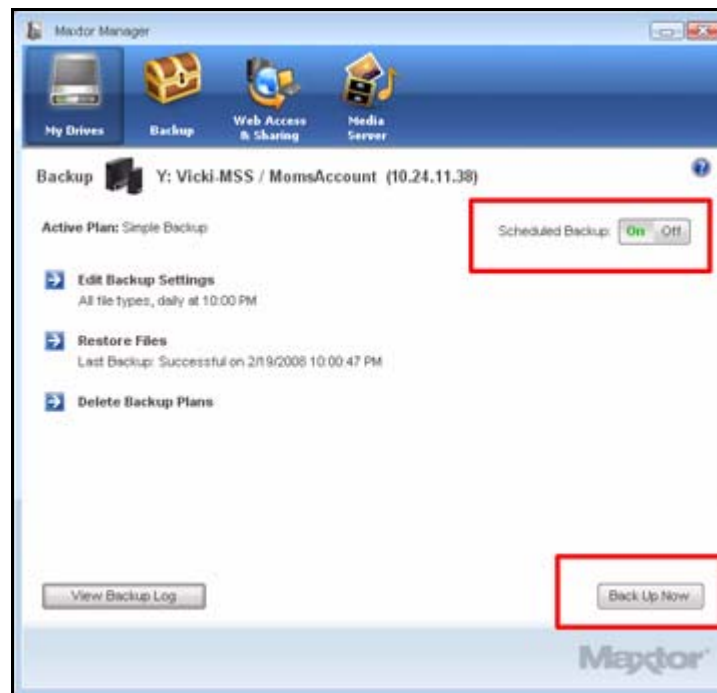 Maxtor Manager
My Drives
Backup
Web Access
& Sharing
Media
Server
Backup Y: Vicki-MSS / MomsAccount (10.24.11.38)
Active Plan: Simple Backup
Scheduled Backup: On Off
Edit Backup Settings
All file types, daily at 10:00 PM
Restore Files
Last Backup: Successful on 2/19/2008 10:00:47 PM
Delete Backup Plans
View Backup Log
Back Up Now
Maxtor